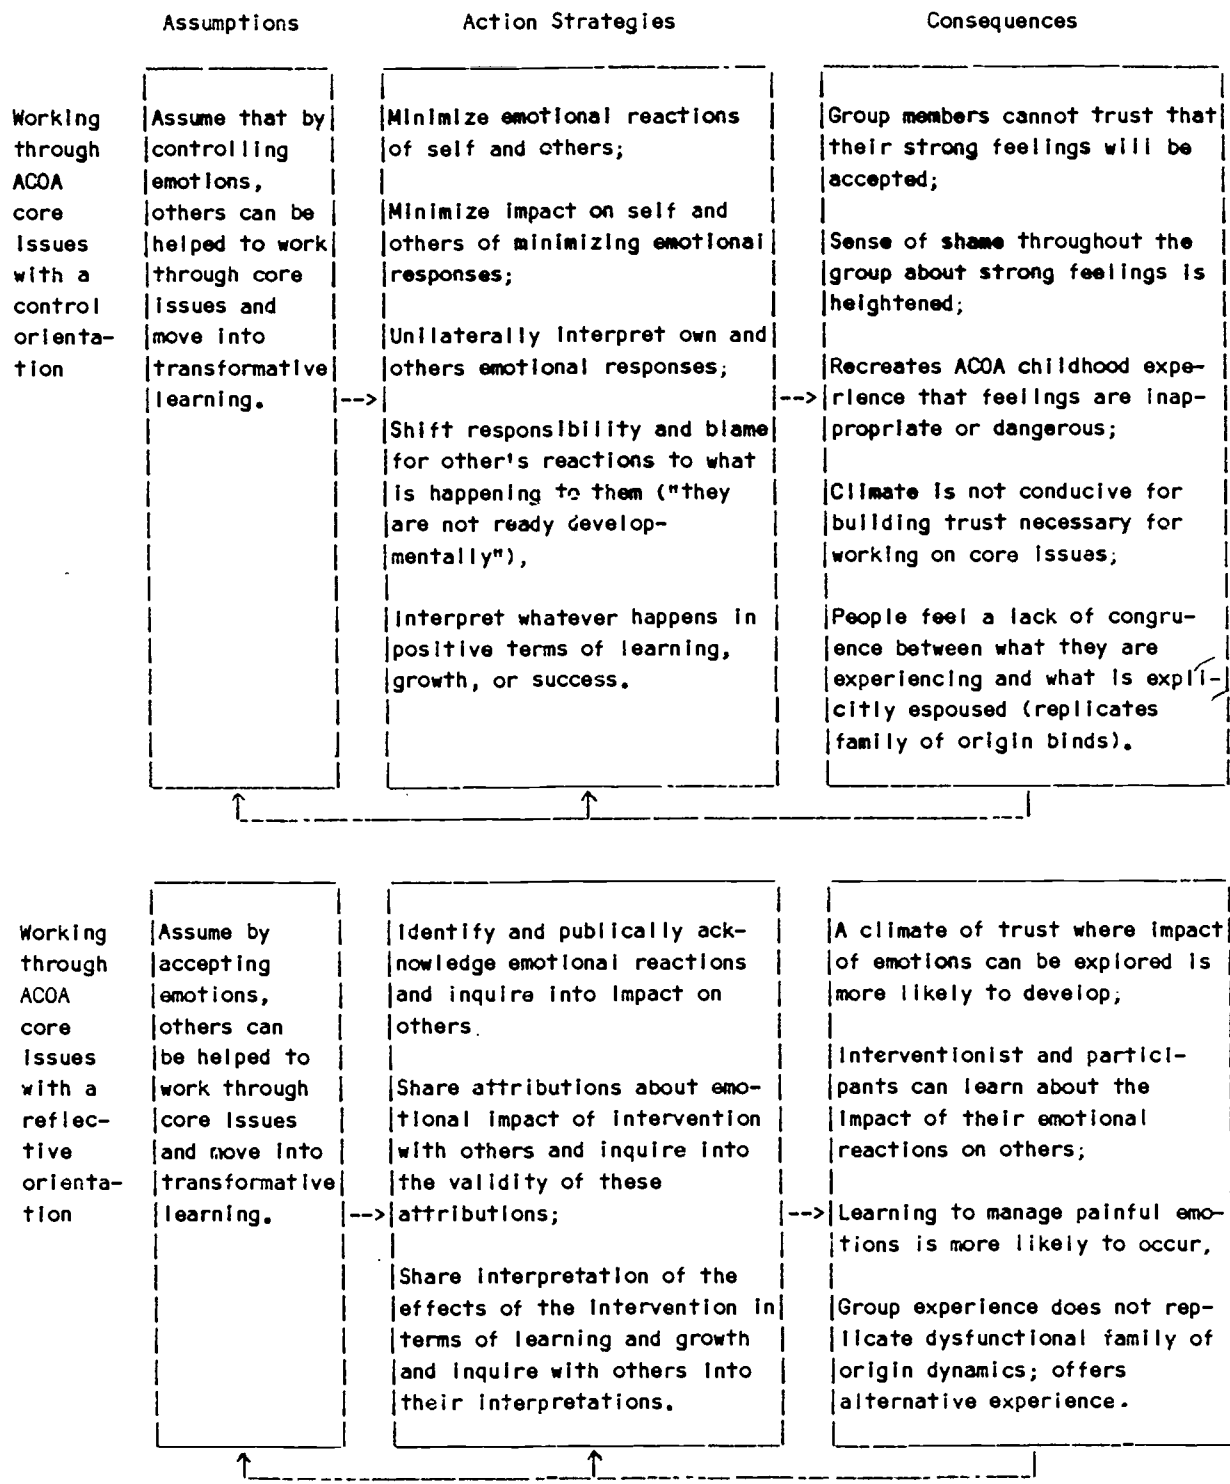 Assumptions
Action Strategies
Consequences
Working
through
ACOA
core
issues
with a
control
orienta-
tion
Assume that by
controlling
emotions,
others can be
helped to work
through core
issues and
move into
transformative
learning.
-->
Minimize emotional reactions
of self and others;
Minimize impact on self and
others of minimizing emotional
responses;
Unilaterally interpret own and
others emotional responses;
Shift responsibility and blame
for other's reactions to what
is happening to them ("they
are not ready develop-
mentally"),
Interpret whatever happens in
positive terms of learning,
growth, or success.
-->
Group members cannot trust that
their strong feelings will be
accepted;
Sense of shame throughout the
group about strong feelings is
heightened;
Recreates ACOA childhood expe-
rience that feelings are inap-
propriate or dangerous;
Climate is not conducive for
building trust necessary for
working on core issues;
People feel a lack of congru-
ence between what they are
experiencing and what is expli-
citly espoused (replicates
family of origin binds).
Working
through
ACOA
core
issues
with a
reflec-
tive
orienta-
tion
Assume by
accepting
emotions,
others can
be helped to
work through
core issues
and move into
transformative
learning.
-->
Identify and publically ack-
nowledge emotional reactions
and inquire into impact on
others.
Share attributions about emo-
tional impact of intervention
with others and inquire into
the validity of these
attributions;
Share interpretation of the
effects of the intervention in
terms of learning and growth
and inquire with others into
their interpretations.
-->
A climate of trust where impact
of emotions can be explored is
more likely to develop;
Interventionist and partici-
pants can learn about the
impact of their emotional
reactions on others;
Learning to manage painful emo-
tions is more likely to occur,
Group experience does not rep-
licate dysfunctional family of
origin dynamics; offers
alternative experience.